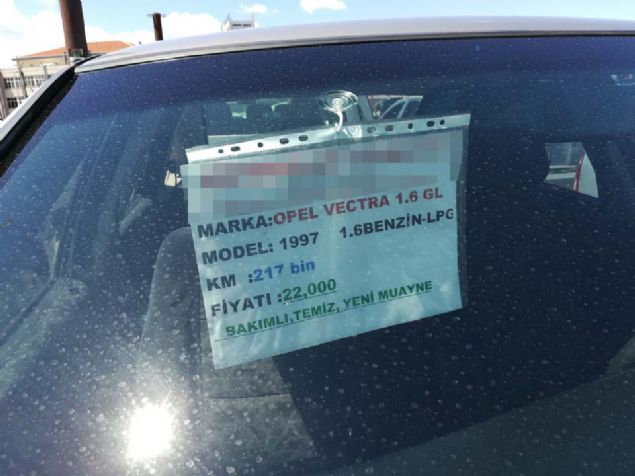 MARKA:OPEL VECTRA 1.6 GL
MODEL: 1997 1.6BENZİN-LPG
KM :217 bin
FİYATI :22,000
BAKIMLI,TEMİZ, YENİ MUAYNE